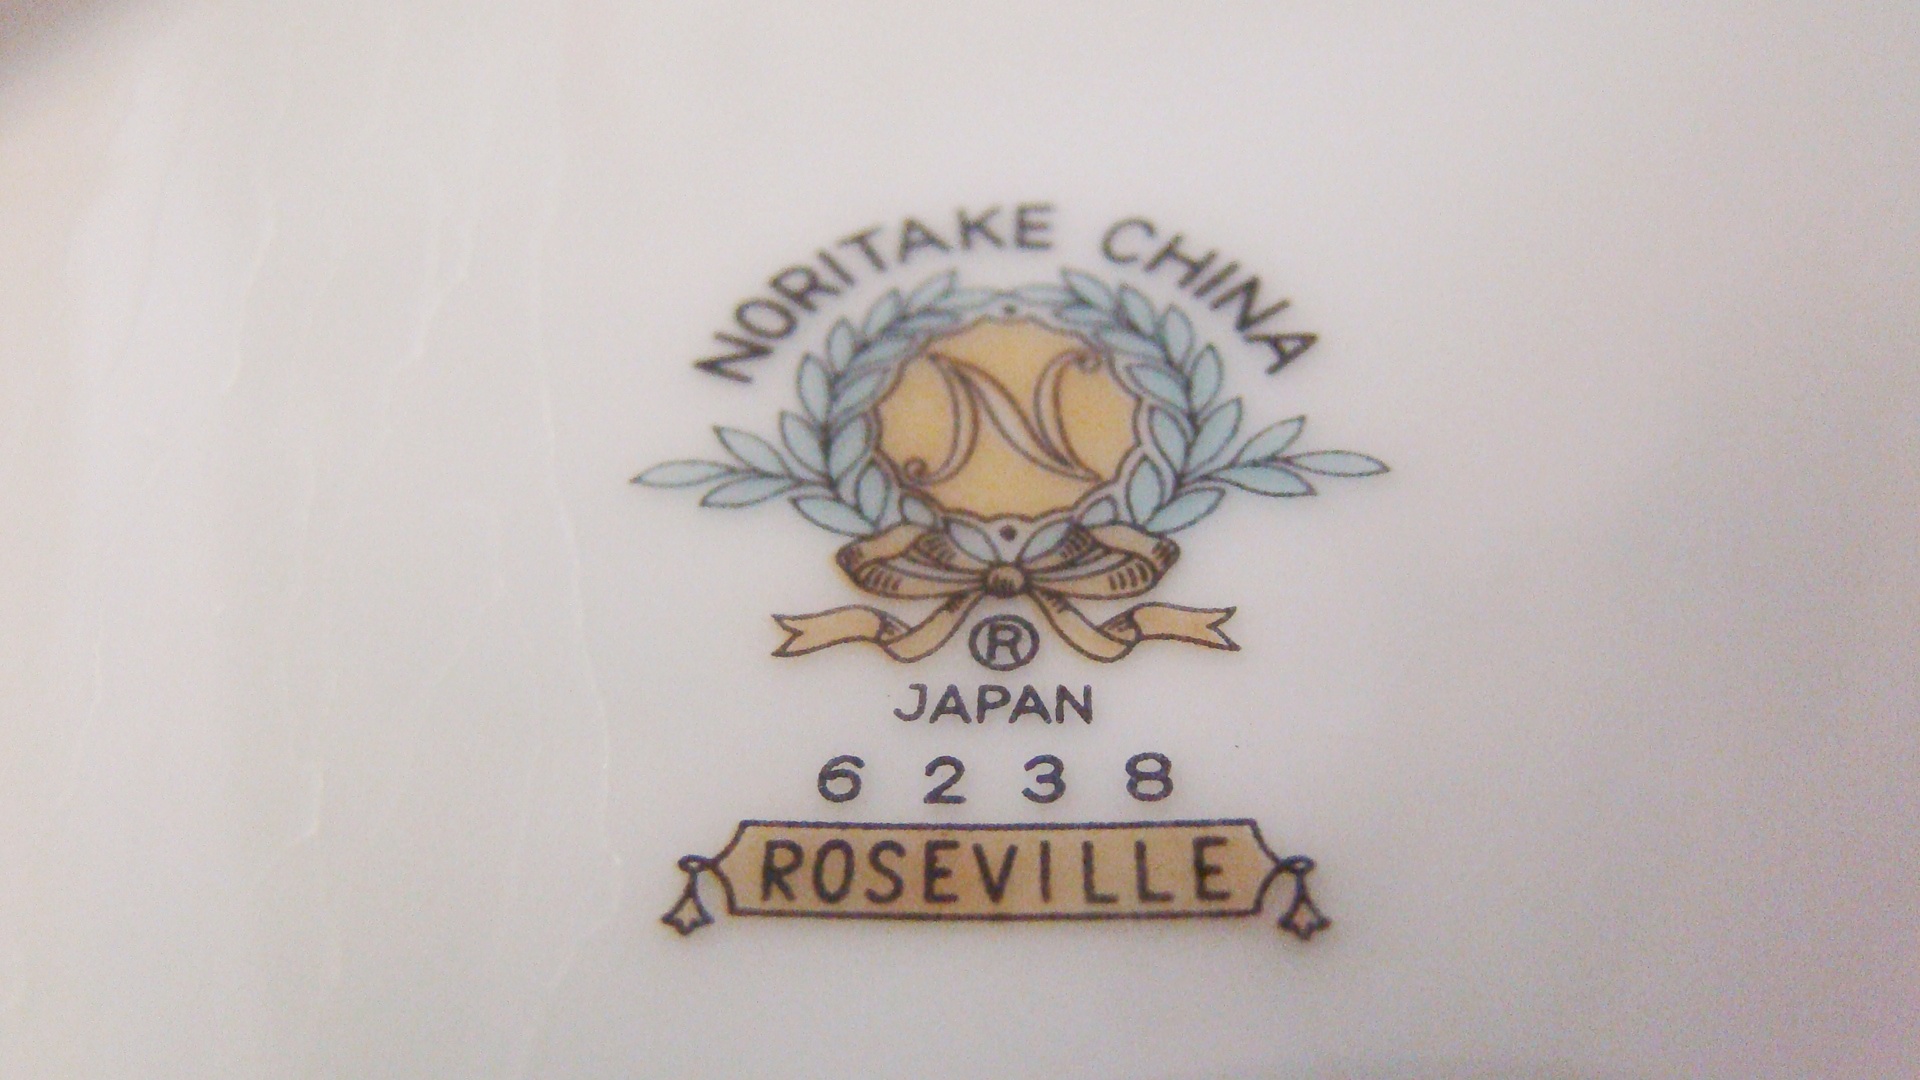 NORITAKE CHINA
N
®
JAPAN
6238
ROSEVILLE